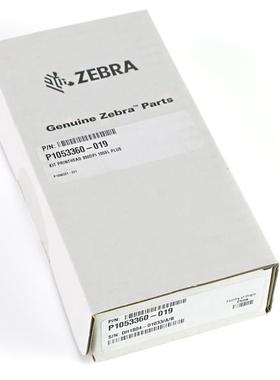 ZEBRA
Genuine Zebra™ Parts
P/N:
P1053360-019
KIT PRINTHEAD 300DPI 105SL PLUS
P/N:
P1053360-019